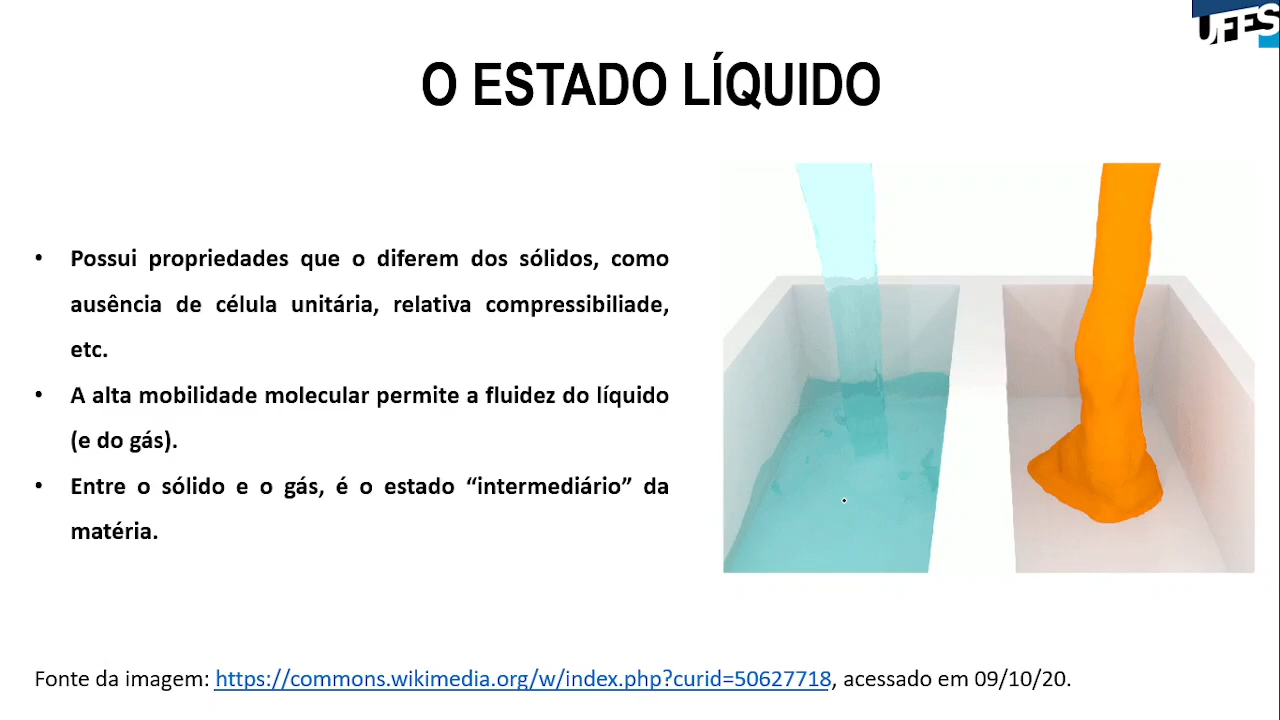 UFES
O ESTADO LÍQUIDO
• Possui propriedades que o diferem dos sólidos, como
ausência de célula unitária, relativa compressibiliade,
etc.
• A alta mobilidade molecular permite a fluidez do líquido
(e do gás).
• Entre o sólido e o gás, é o estado “intermediário” da
matéria.
Fonte da imagem: https://commons.wikimedia.org/w/index.php?curid=50627718, acessado em 09/10/20.